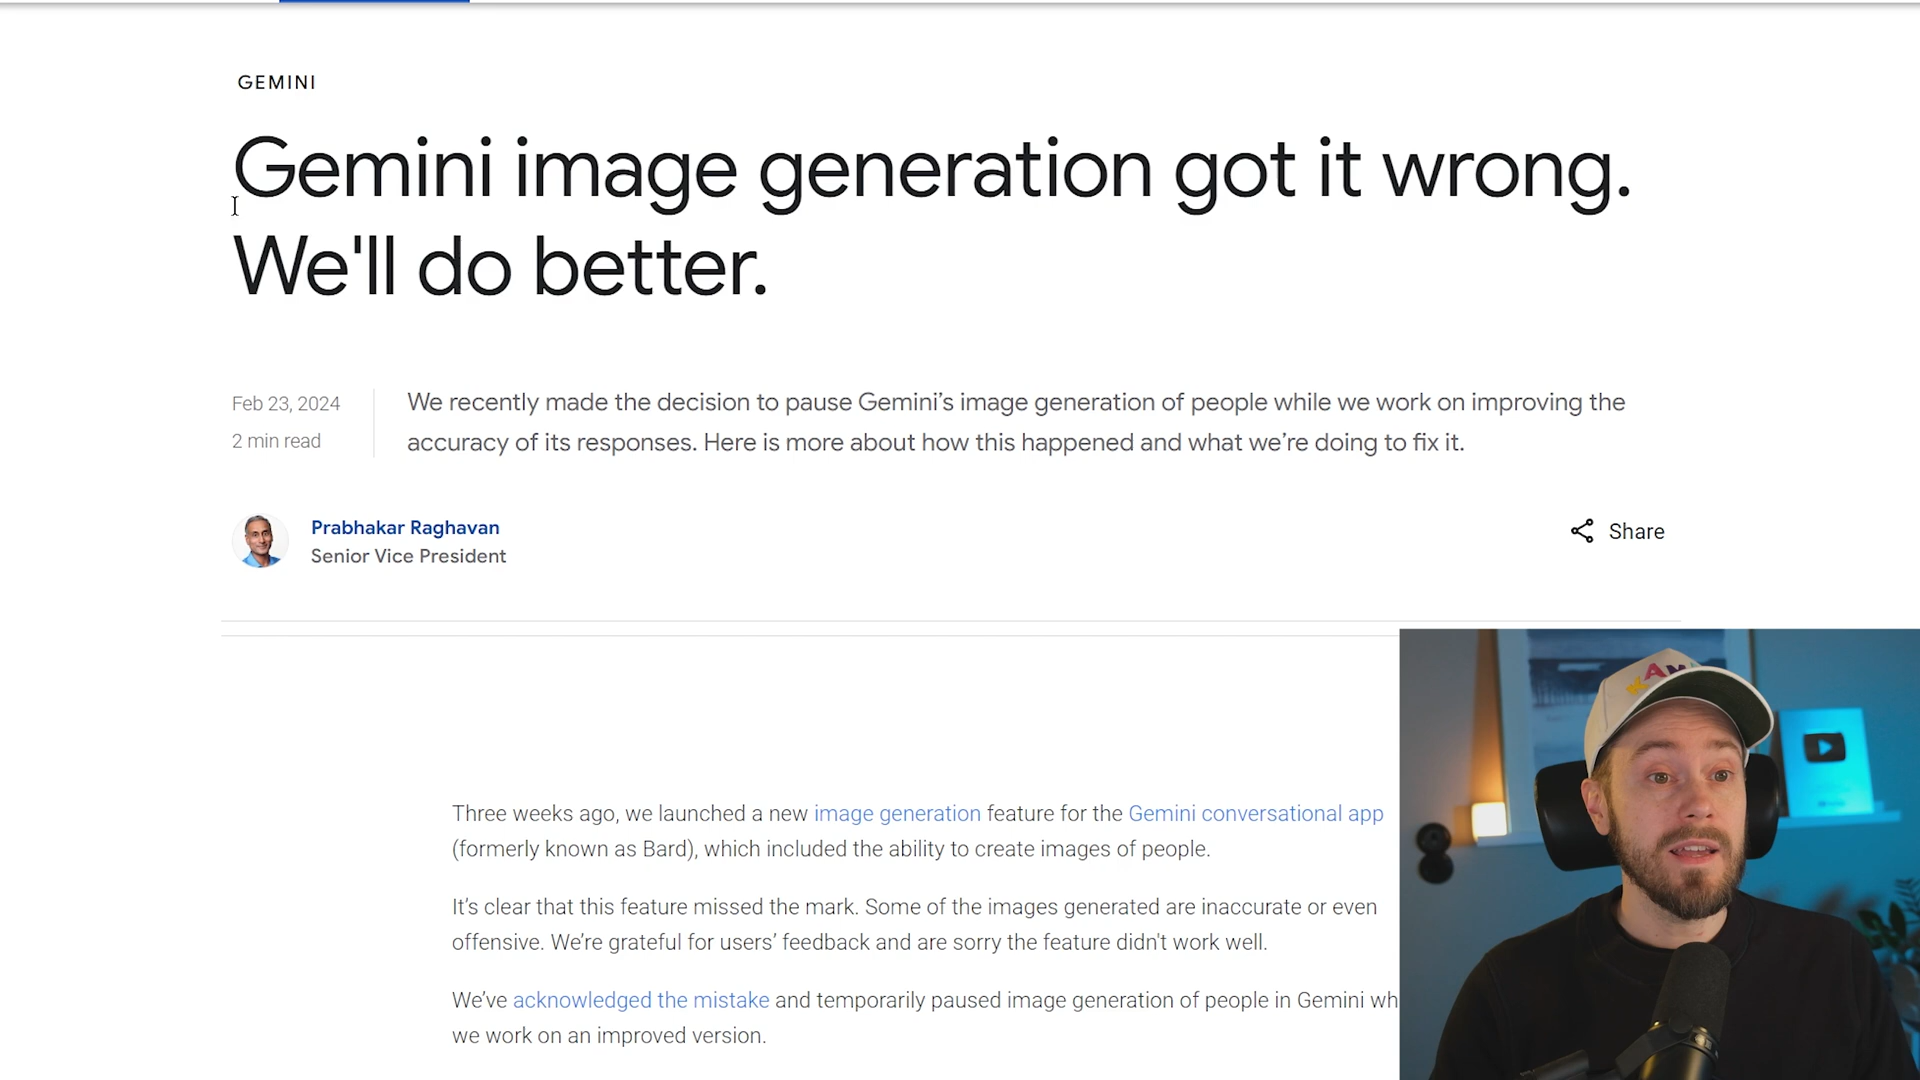 GEMINI
Gemini image generation got it wrong.
We'll do better.
Feb 23, 2024
2 min read
We recently made the decision to pause Gemini’s image generation of people while we work on improving the
accuracy of its responses. Here is more about how this happened and what we’re doing to fix it.
Prabhakar Raghavan
Senior Vice President
Share
Three weeks ago, we launched a new image generation feature for the Gemini conversational app
(formerly known as Bard), which included the ability to create images of people.
It’s clear that this feature missed the mark. Some of the images generated are inaccurate or even
offensive. We’re grateful for users’ feedback and are sorry the feature didn't work well.
We’ve acknowledged the mistake and temporarily paused image generation of people in Gemini wh
we work on an improved version.